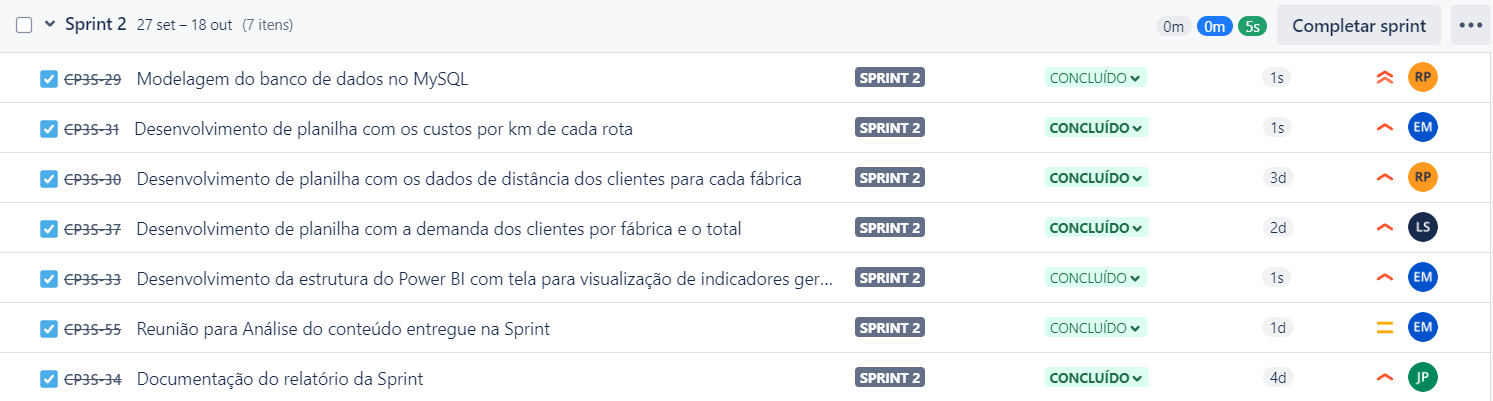 Sprint 2 27 set – 18 out (7 itens) 0m 0m 5s Completar sprint
CP3S-29 Modelagem do banco de dados no MySQL SPRINT 2 CONCLUÍDO 1s RP
CP3S-31 Desenvolvimento de planilha com os custos por km de cada rota SPRINT 2 CONCLUÍDO 1s EM
CP3S-30 Desenvolvimento de planilha com os dados de distância dos clientes para cada fábrica SPRINT 2 CONCLUÍDO 3d RP
CP3S-37 Desenvolvimento de planilha com a demanda dos clientes por fábrica e o total SPRINT 2 CONCLUÍDO 2d LS
CP3S-33 Desenvolvimento da estrutura do Power BI com tela para visualização de indicadores ger... SPRINT 2 CONCLUÍDO 1s EM
CP3S-55 Reunião para Análise do conteúdo entregue na Sprint SPRINT 2 CONCLUÍDO 1d EM
CP3S-34 Documentação do relatório da Sprint SPRINT 2 CONCLUÍDO 4d JP